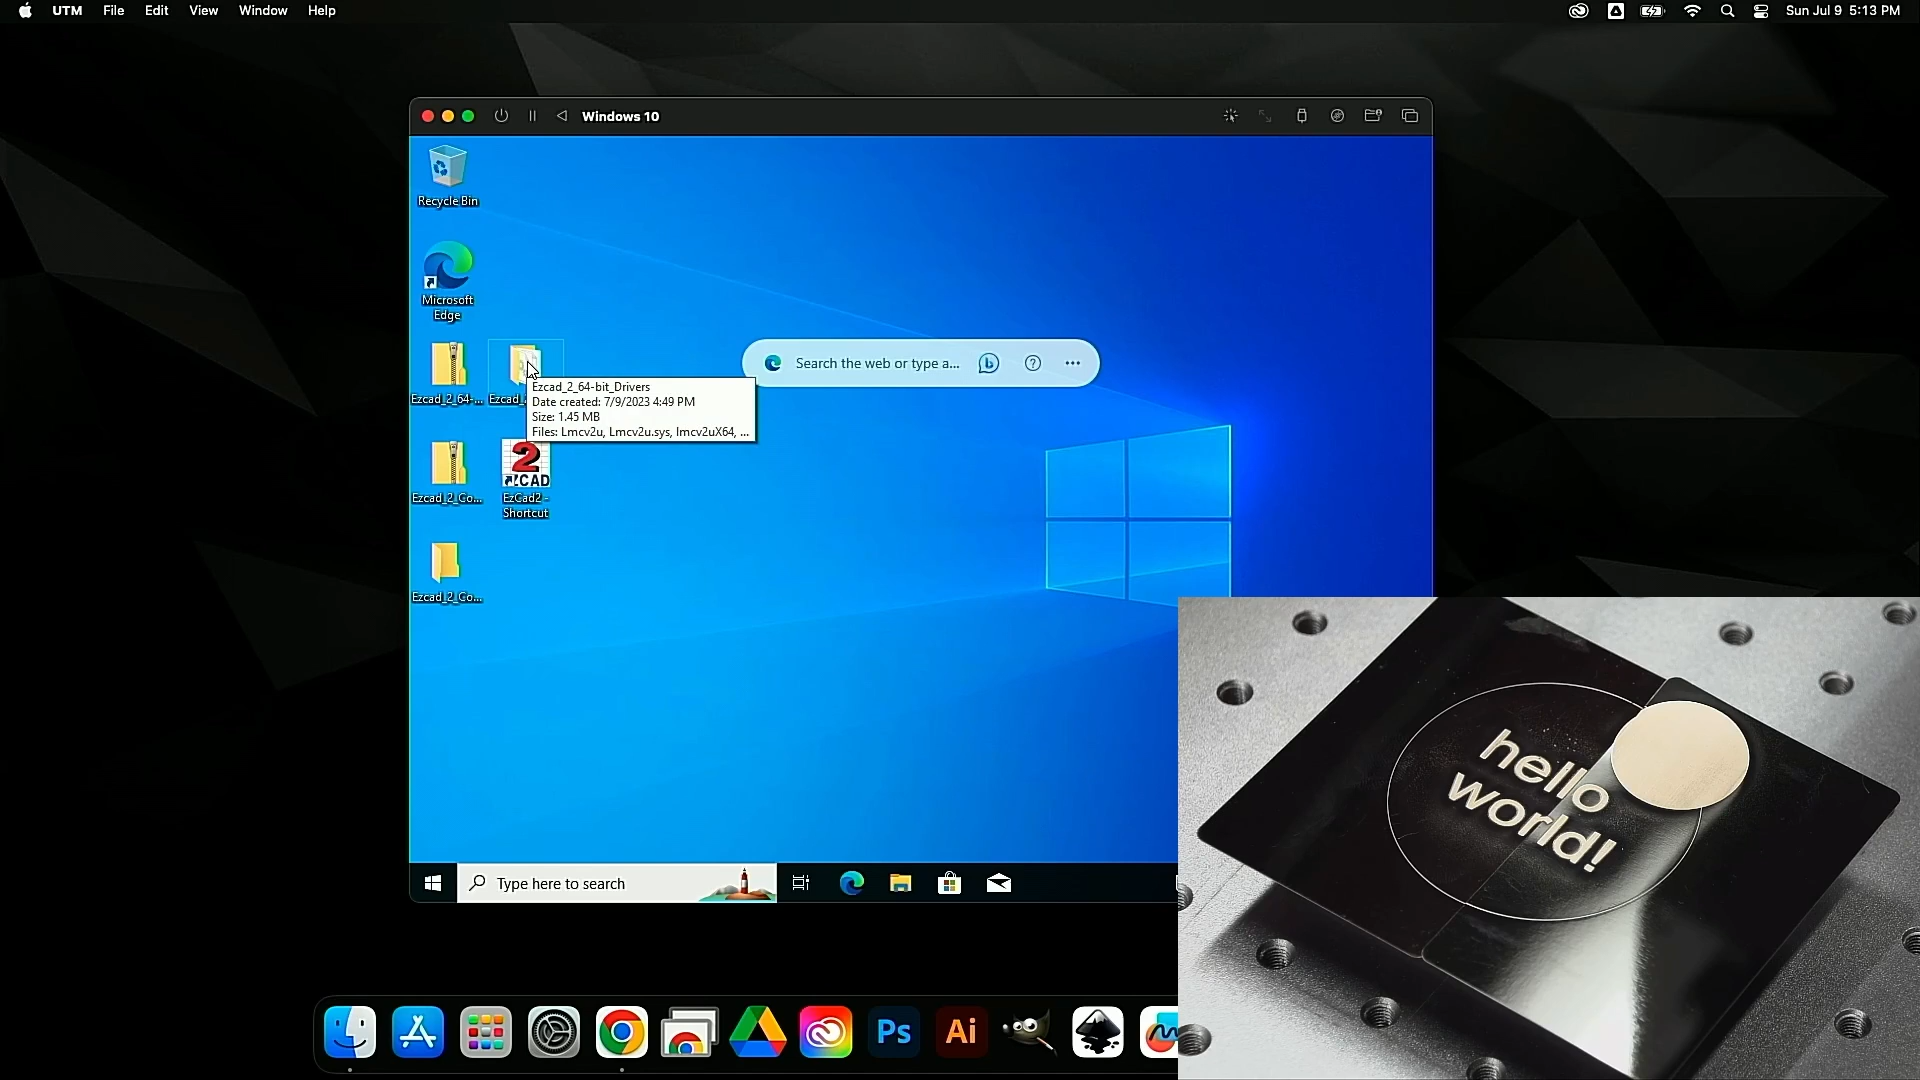 UTM File Edit View Window Help
Sun Jul 9 5:13 PM
Windows 10
Recycle Bin
Microsoft
Edge
Ezcad_2_64-...
Ezcad_2_64-bit_Drivers
Date created: 7/9/2023 4:49 PM
Size: 1.45 MB
Files: Lmcv2u, Lmcv2u.sys, lmcv2uX64, ...
Search the web or type a...
Ezcad_2_Co...
2
EZCAD
EzCad2 -
Shortcut
Ezcad_2_Co...
Type here to search
hello
world!
Ps
Ai